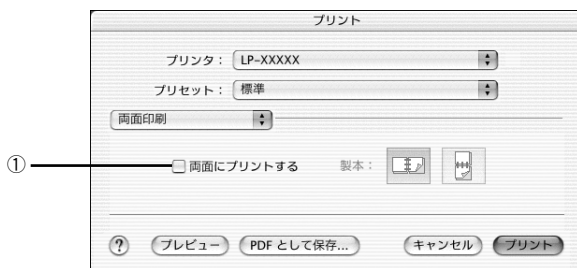 プリント
プリンタ： LP-XXXXX
プリセット： 標準
両面印刷
① 両面にプリントする 製本：
? プレビュー PDF として保存... キャンセル プリント